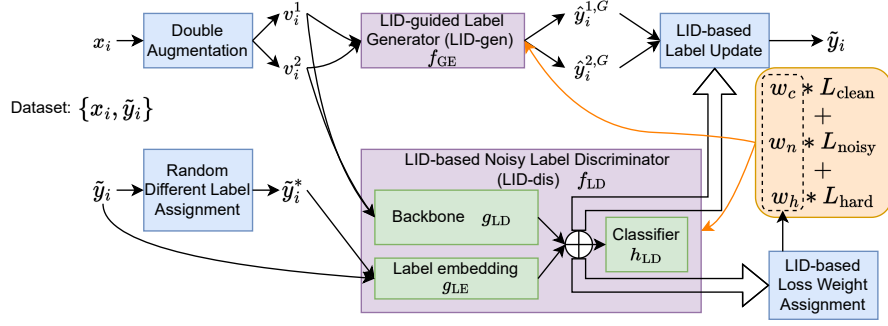 x_i
Double
Augmentation
v_i^1
v_i^2
LID-guided Label
Generator (LID-gen)
f_GE
ŷ_i^{1,G}
ŷ_i^{2,G}
LID-based
Label Update
ỹ_i
Dataset: {x_i, ỹ_i}
w_c * L_clean
+
w_n * L_noisy
+
w_h * L_hard
ỹ_i
Random
Different Label
Assignment
ỹ_i^*
LID-based Noisy Label Discriminator
(LID-dis) f_LD
Backbone g_LD
Label embedding
g_LE
Classifier
h_LD
LID-based
Loss Weight
Assignment